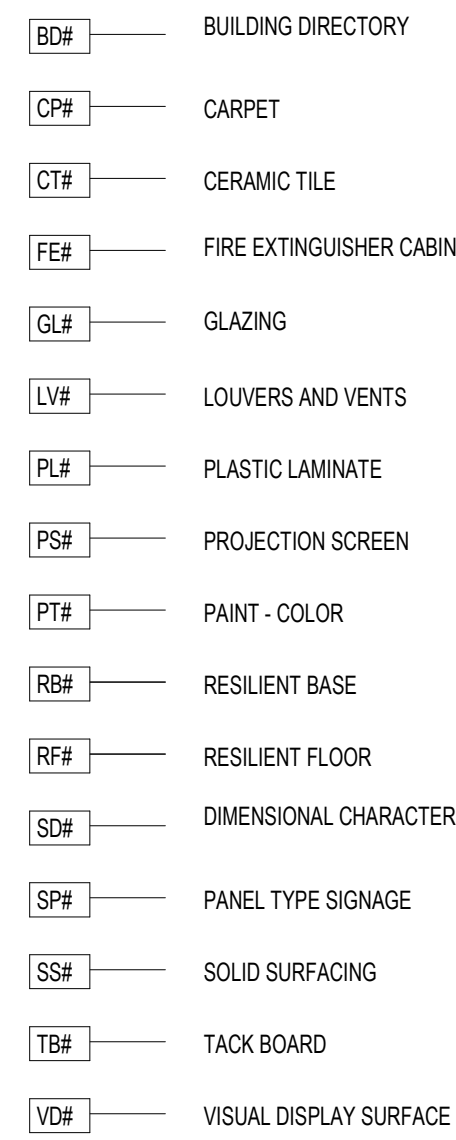 BD# BUILDING DIRECTORY
CP# CARPET
CT# CERAMIC TILE
FE# FIRE EXTINGUISHER CABIN
GL# GLAZING
LV# LOUVERS AND VENTS
PL# PLASTIC LAMINATE
PS# PROJECTION SCREEN
PT# PAINT - COLOR
RB# RESILIENT BASE
RF# RESILIENT FLOOR
SD# DIMENSIONAL CHARACTER
SP# PANEL TYPE SIGNAGE
SS# SOLID SURFACING
TB# TACK BOARD
VD# VISUAL DISPLAY SURFACE